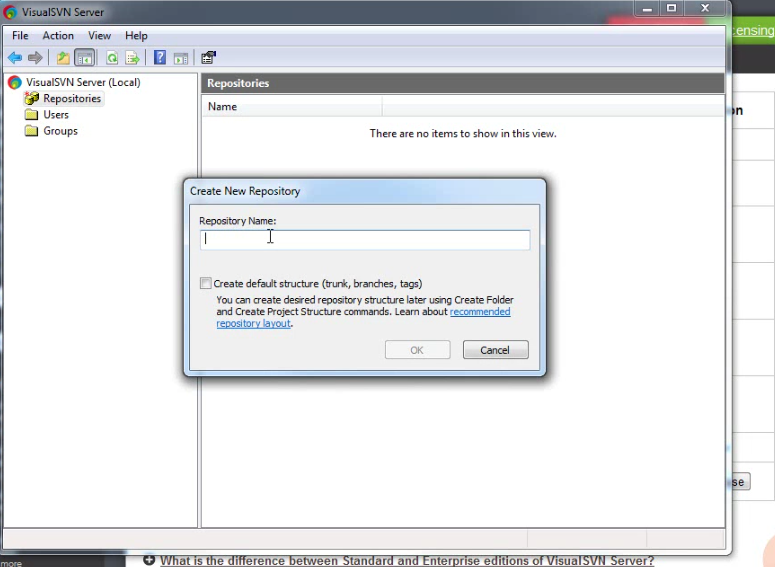 VisualSVN Server
File Action View Help
ensing
VisualSVN Server (Local)
Repositories
Users
Groups
Repositories
Name
There are no items to show in this view.
on
Create New Repository
Repository Name:
Create default structure (trunk, branches, tags)
You can create desired repository structure later using Create Folder
and Create Project Structure commands. Learn about recommended
repository layout.
OK Cancel
se
more
What is the difference between Standard and Enterprise editions of VisualSVN Server?